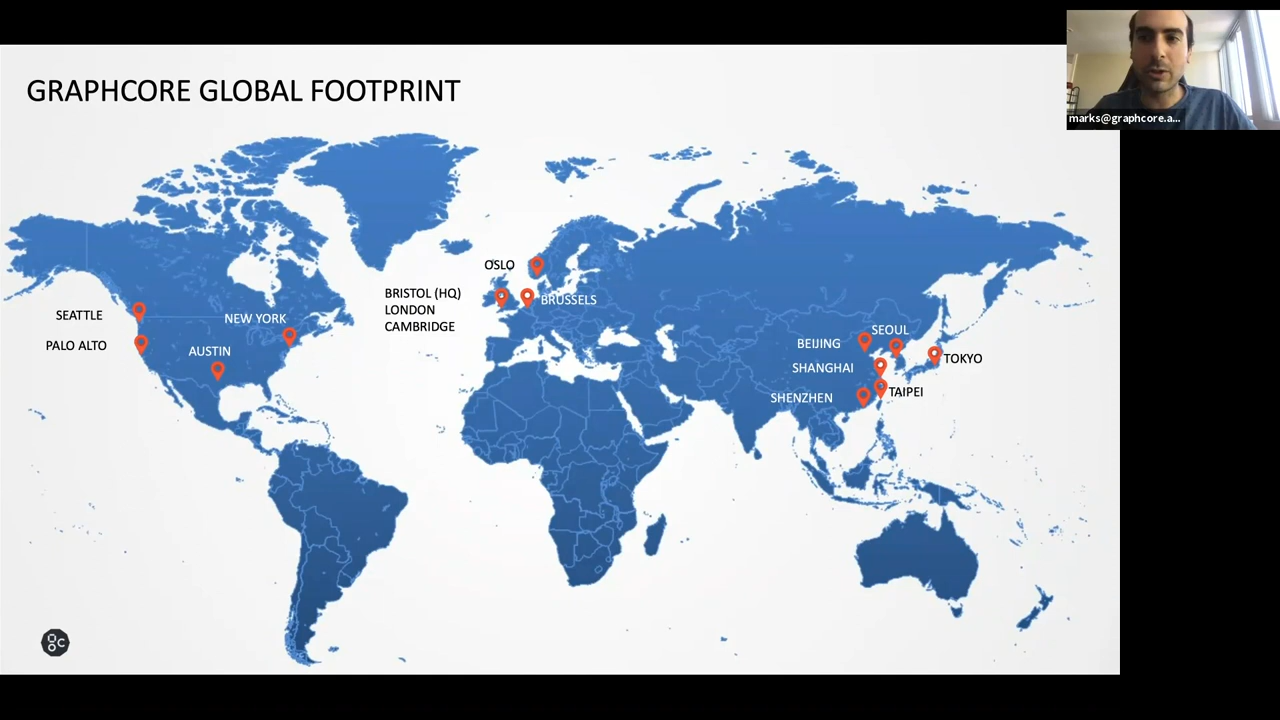 GRAPHCORE GLOBAL FOOTPRINT
marks@graphcore.a...
OSLO
BRISTOL (HQ)
LONDON
CAMBRIDGE
BRUSSELS
SEATTLE
NEW YORK
PALO ALTO
AUSTIN
SEOUL
BEIJING
TOKYO
SHANGHAI
TAIPEI
SHENZHEN